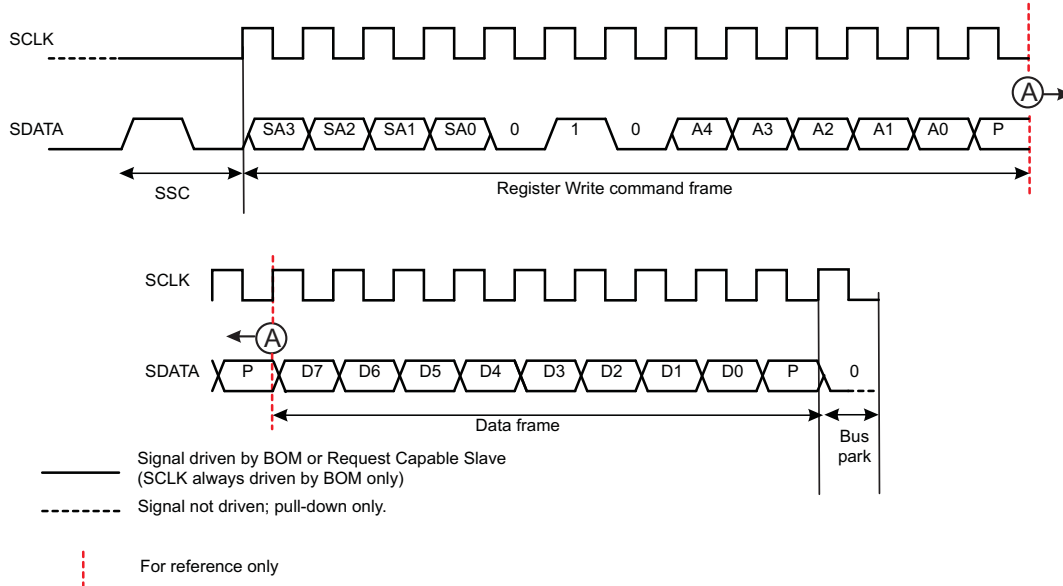 SCLK
A
SDATA SA3 SA2 SA1 SA0 0 1 0 A4 A3 A2 A1 A0 P
SSC Register Write command frame
SCLK
A
SDATA P D7 D6 D5 D4 D3 D2 D1 D0 P 0
Data frame Bus
park
Signal driven by BOM or Request Capable Slave
(SCLK always driven by BOM only)
Signal not driven; pull-down only.
For reference only